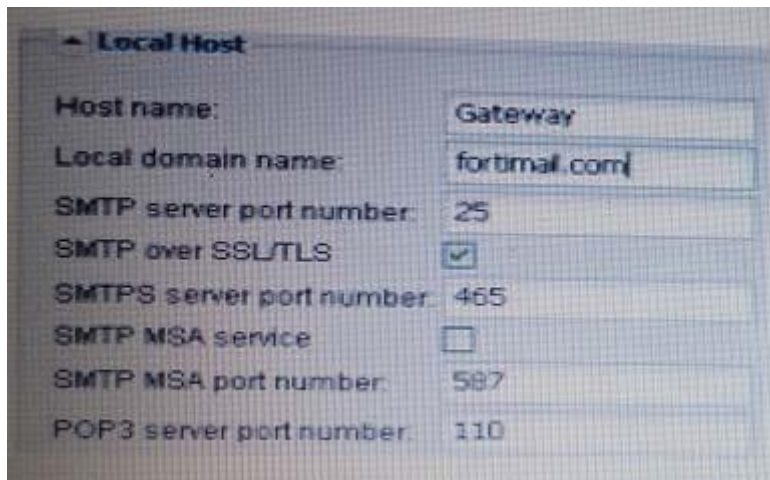 Local Host
Host name: Gateway
Local domain name: fortimail.com
SMTP server port number: 25
SMTP over SSL/TLS
SMTPS server port number: 465
SMTP MSA service
SMTP MSA port number: 587
POP3 server port number: 110